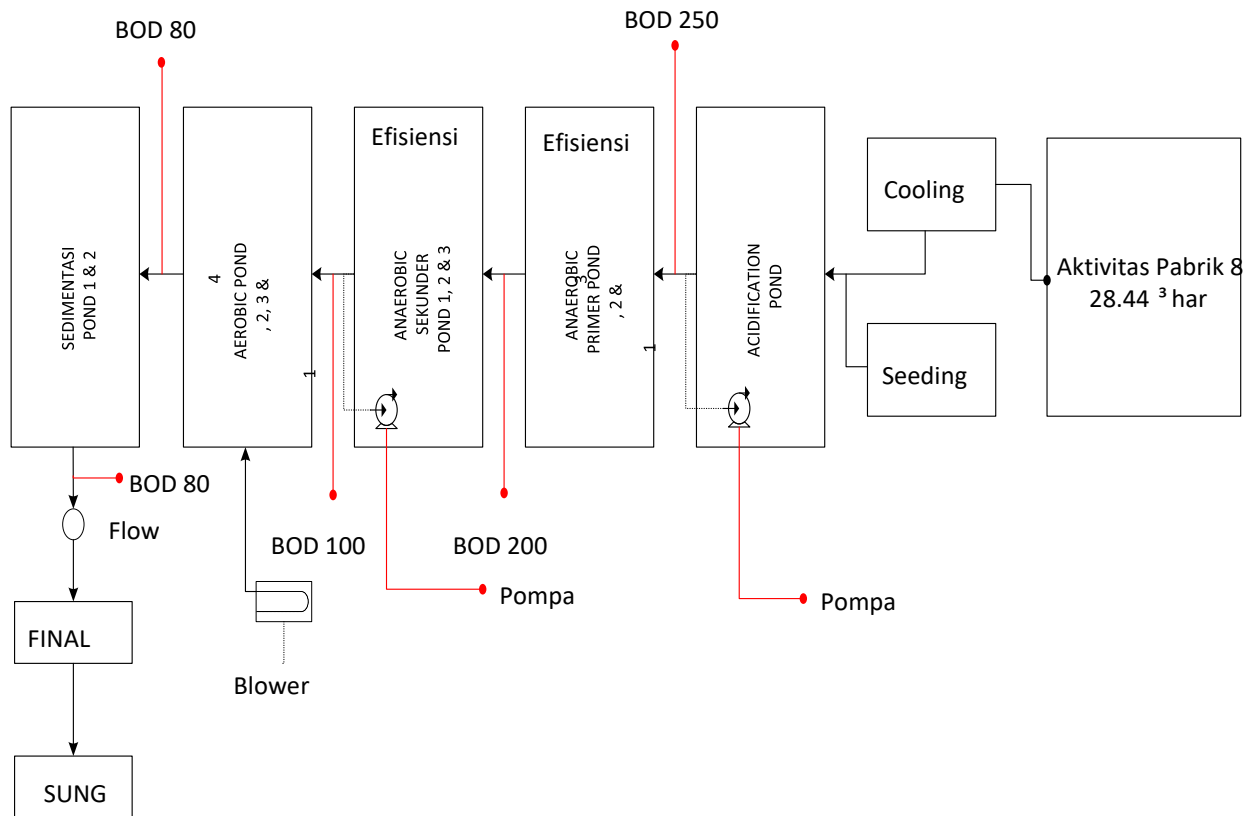 BOD 80
BOD 250
Efisiensi
Efisiensi
SEDIMENTASI
POND 1 & 2
4
AEROBIC POND
, 2, 3 &
1
ANAEROBIC
SEKUNDER
POND 1, 2 & 3
3
ANAEROBIC
PRIMER POND
, 2 &
1
ACIDIFICATION
POND
Cooling
Seeding
Aktivitas Pabrik 8
28.44 ³ har
BOD 80
Flow
BOD 100
BOD 200
Pompa
Pompa
FINAL
Blower
SUNG